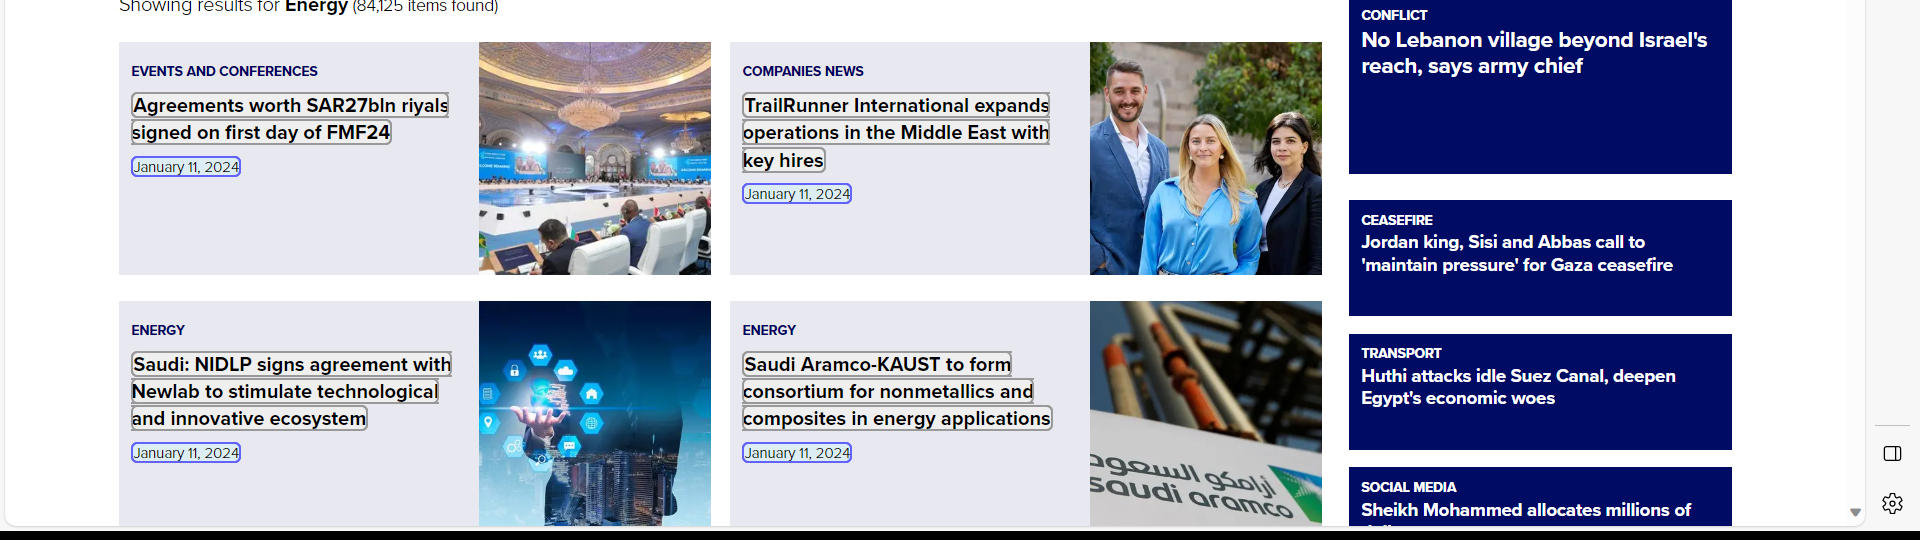 Showing results for Energy (84,125 items found)
EVENTS AND CONFERENCES
Agreements worth SAR27bln riyals
signed on first day of FMF24
January 11, 2024
COMPANIES NEWS
TrailRunner International expands
operations in the Middle East with
key hires
January 11, 2024
ENERGY
Saudi: NIDLP signs agreement with
Newlab to stimulate technological
and innovative ecosystem
January 11, 2024
ENERGY
Saudi Aramco-KAUST to form
consortium for nonmetallics and
composites in energy applications
January 11, 2024
أرامكو السعودية
saudi aramco
CONFLICT
No Lebanon village beyond Israel's
reach, says army chief
CEASEFIRE
Jordan king, Sisi and Abbas call to
'maintain pressure' for Gaza ceasefire
TRANSPORT
Huthi attacks idle Suez Canal, deepen
Egypt's economic woes
SOCIAL MEDIA
Sheikh Mohammed allocates millions of